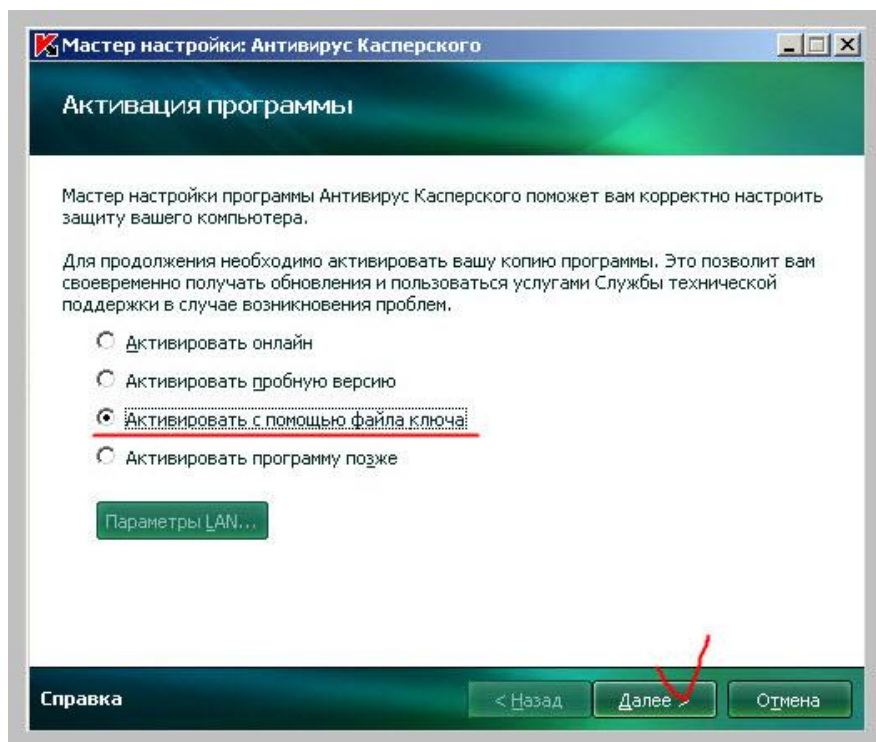 Мастер настройки: Антивирус Касперского
Активация программы
Мастер настройки программы Антивирус Касперского поможет вам корректно настроить
защиту вашего компьютера.
Для продолжения необходимо активировать вашу копию программы. Это позволит вам
своевременно получать обновления и пользоваться услугами Службы технической
поддержки в случае возникновения проблем.
Активировать онлайн
Активировать пробную версию
Активировать с помощью файла ключа
Активировать программу позже
Параметры LAN...
Справка
< Назад
Далее >
Отмена